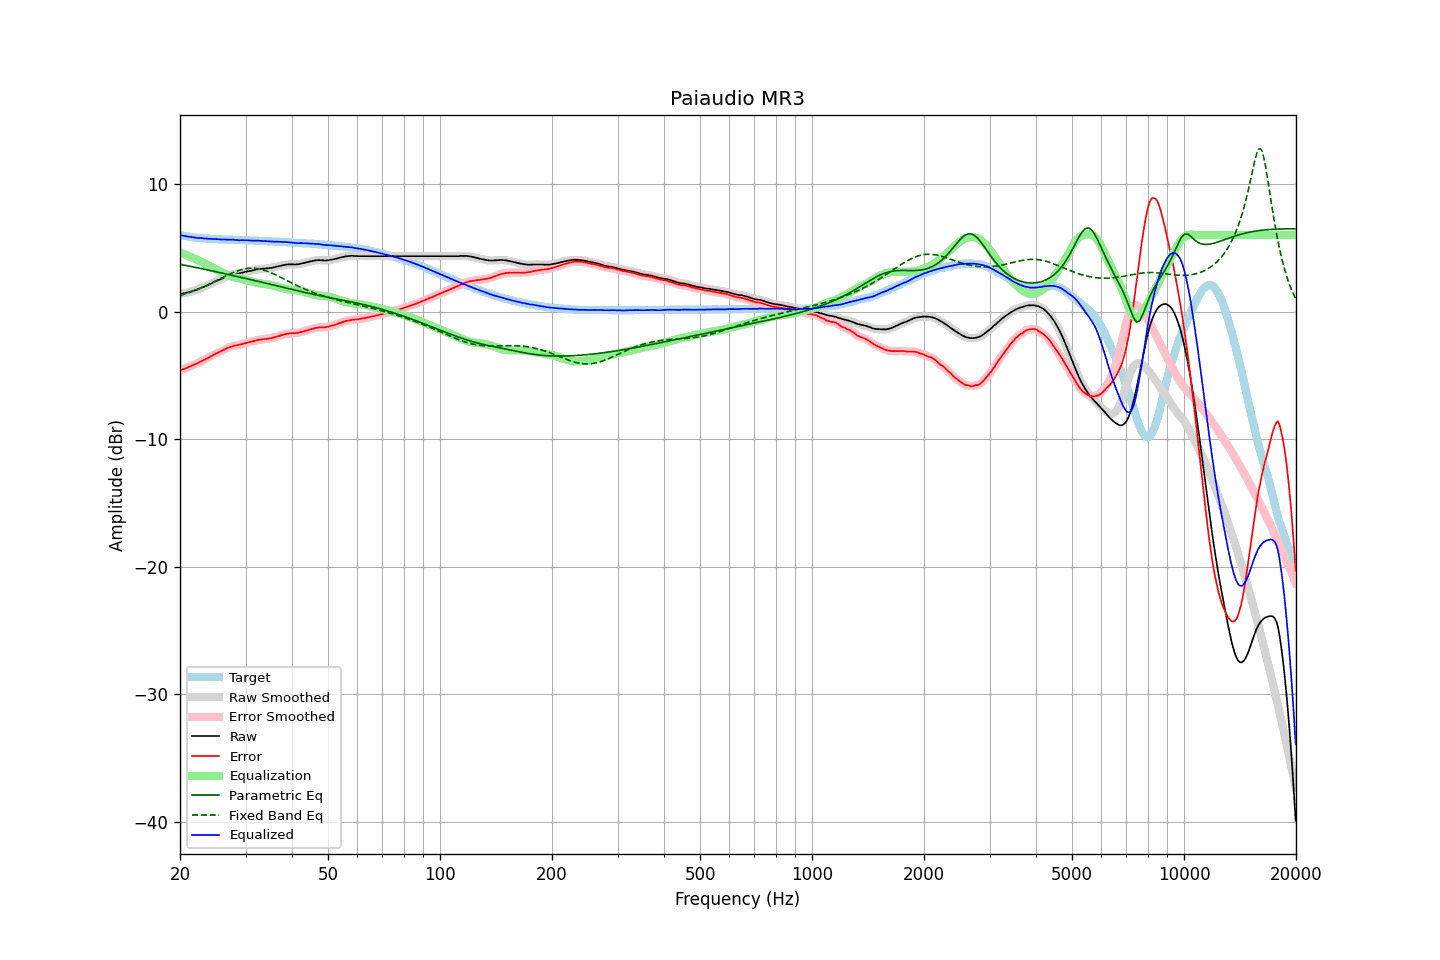 Paiaudio MR3
10
0
−10
−20
−30
−40
Amplitude (dBr)
Target
Raw Smoothed
Error Smoothed
Raw
Error
Equalization
Parametric Eq
Fixed Band Eq
Equalized
20 50 100 200 500 1000 2000 5000 10000 20000
Frequency (Hz)